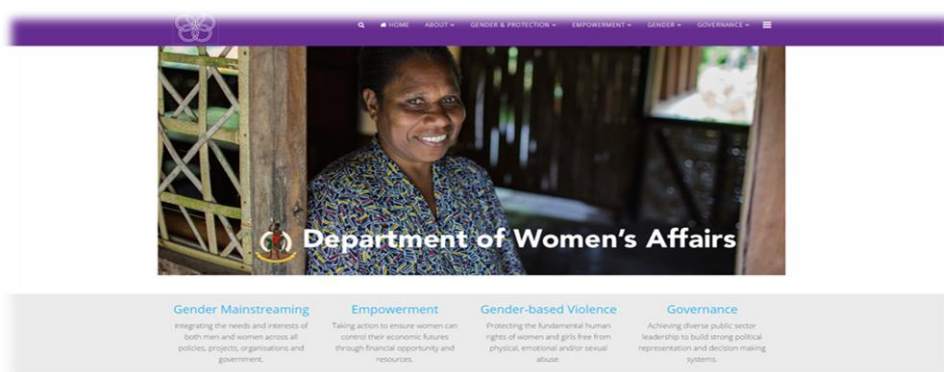 HOME ABOUT GENDER & PROTECTION EMPOWERMENT GENDER GOVERNANCE
Department of Women's Affairs
Gender Mainstreaming
Integrating the needs and interests of
both men and women across all
policies, projects, organisations and
government.
Empowerment
Taking action to ensure women can
control their economic futures
through financial opportunity and
resources.
Gender-based Violence
Protecting the fundamental human
rights of women and girls free from
physical, emotional and/or sexual
abuse.
Governance
Achieving diverse public sector
leadership to build strong political
representation and decision making
systems.